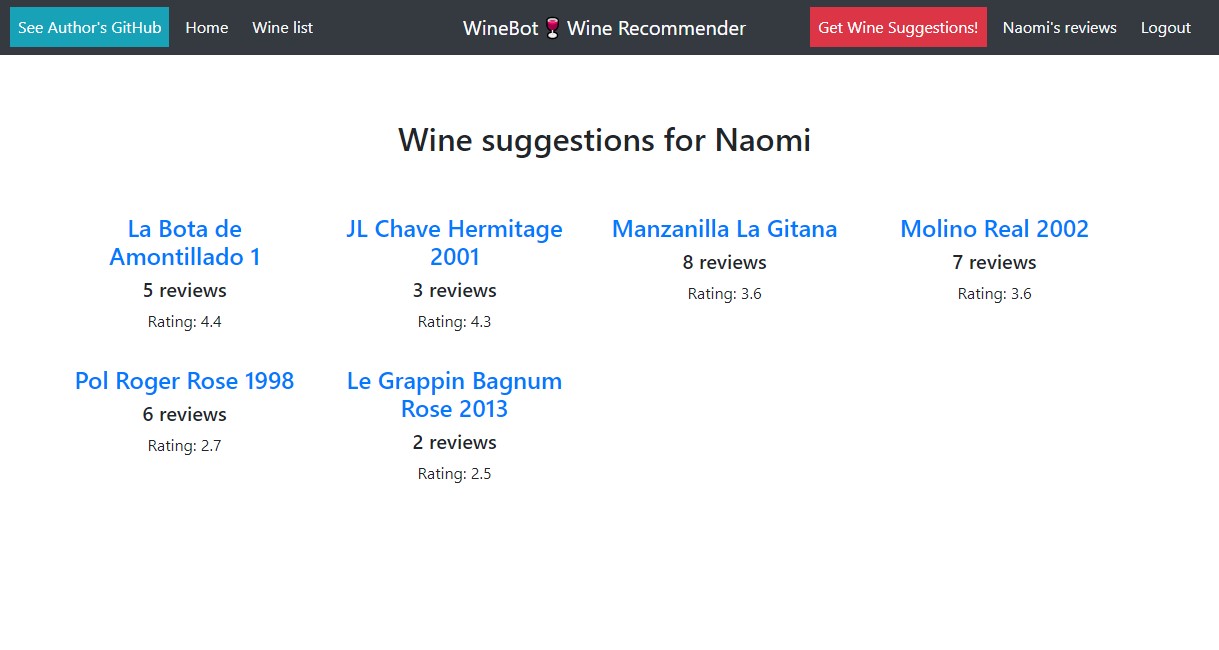 See Author's GitHub Home Wine list WineBot🍷Wine Recommender Get Wine Suggestions! Naomi's reviews Logout
Wine suggestions for Naomi
La Bota de
Amontillado 1
5 reviews
Rating: 4.4
JL Chave Hermitage
2001
3 reviews
Rating: 4.3
Manzanilla La Gitana
8 reviews
Rating: 3.6
Molino Real 2002
7 reviews
Rating: 3.6
Pol Roger Rose 1998
6 reviews
Rating: 2.7
Le Grappin Bagnum
Rose 2013
2 reviews
Rating: 2.5